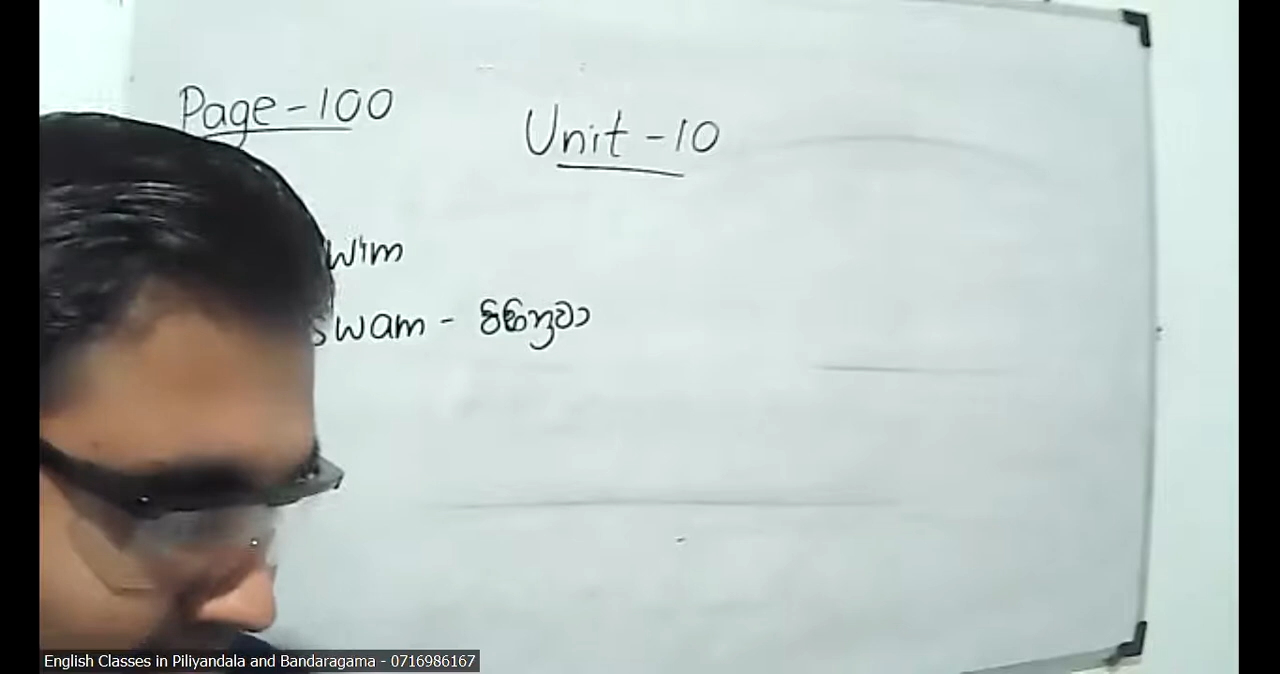 Page - 100
Unit - 10
wim
swam - පිහිනුවා
English Classes in Piliyandala and Bandaragama - 0716986167